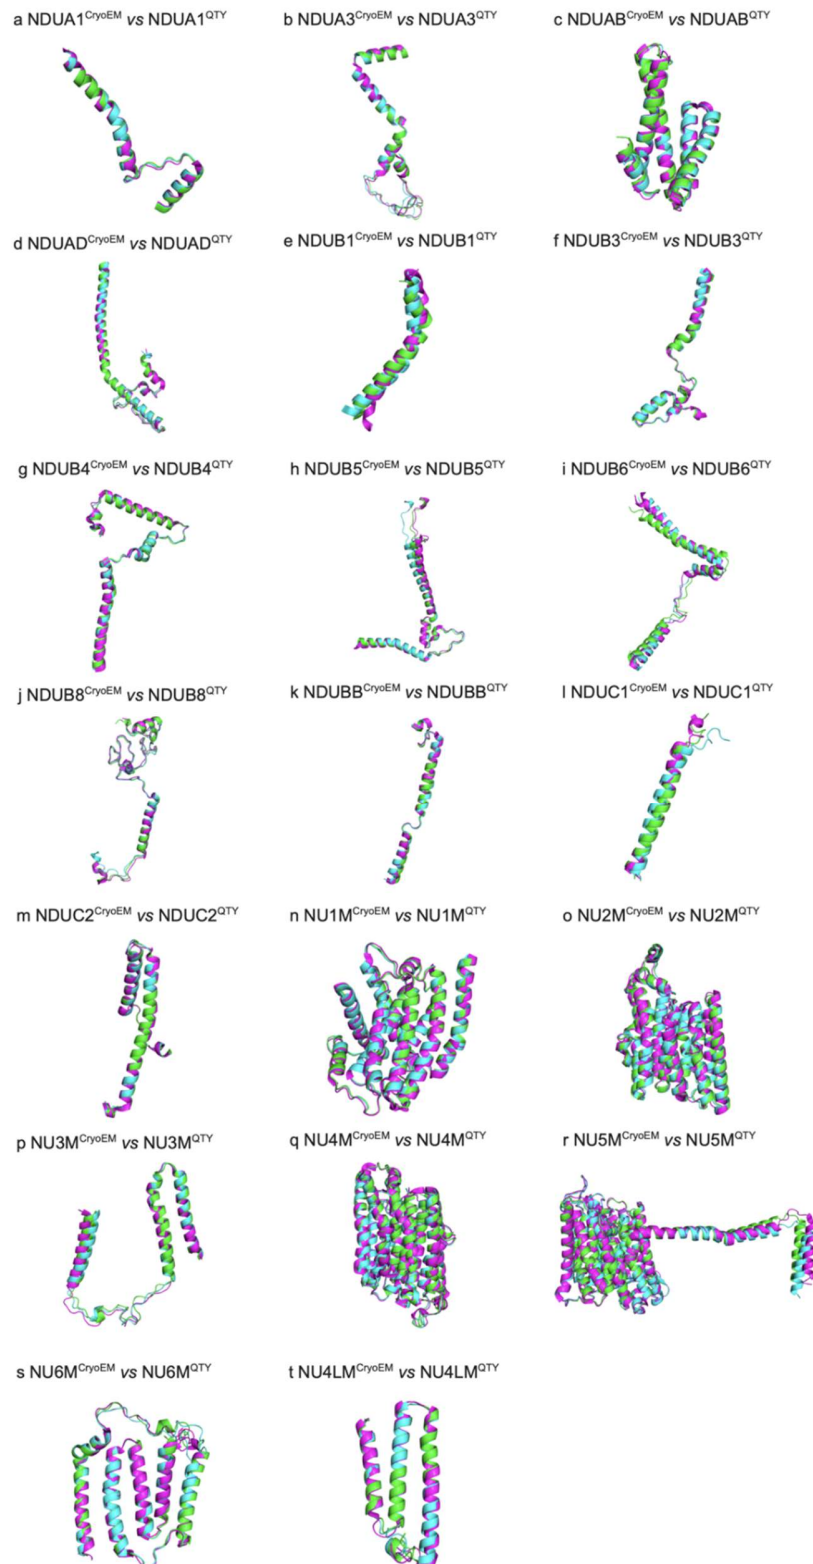 a NDUA1CryoEM vs NDUA1QTY
b NDUA3CryoEM vs NDUA3QTY
c NDUABCryoEM vs NDUABQTY
d NDUADCryoEM vs NDUADQTY
e NDUB1CryoEM vs NDUB1QTY
f NDUB3CryoEM vs NDUB3QTY
g NDUB4CryoEM vs NDUB4QTY
h NDUB5CryoEM vs NDUB5QTY
i NDUB6CryoEM vs NDUB6QTY
j NDUB8CryoEM vs NDUB8QTY
k NDUBBCryoEM vs NDUBBQTY
l NDUC1CryoEM vs NDUC1QTY
m NDUC2CryoEM vs NDUC2QTY
n NU1MCryoEM vs NU1MQTY
o NU2MCryoEM vs NU2MQTY
p NU3MCryoEM vs NU3MQTY
q NU4MCryoEM vs NU4MQTY
r NU5MCryoEM vs NU5MQTY
s NU6MCryoEM vs NU6MQTY
t NU4LMCryoEM vs NU4LMQTY